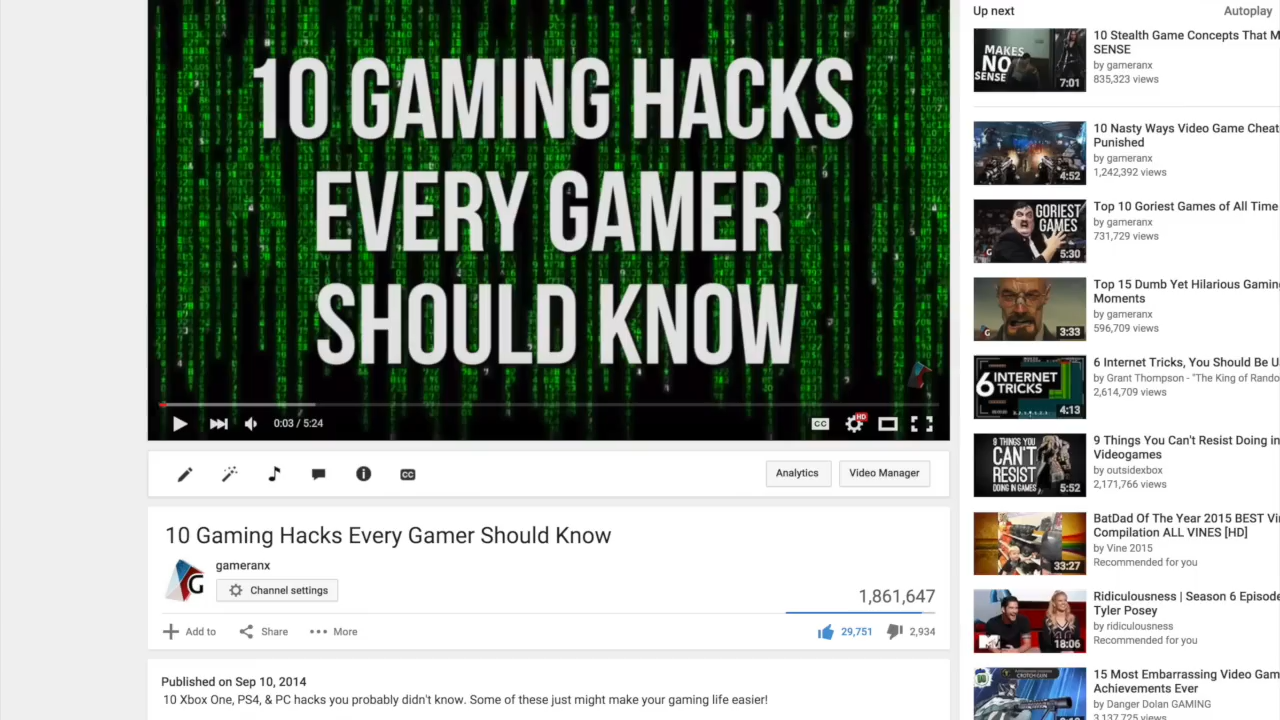 10 GAMING HACKS
EVERY GAMER
SHOULD KNOW
0:03 / 5:24
CC
HD
CC
Analytics
Video Manager
10 Gaming Hacks Every Gamer Should Know
gameranx
G
Channel settings
1,861,647
Add to
Share
More
29,751
2,934
Published on Sep 10, 2014
10 Xbox One, PS4, & PC hacks you probably didn't know. Some of these just might make your gaming life easier!
Up next
Autoplay
MAKES
NO
SENSE
7:01
10 Stealth Game Concepts That M
SENSE
by gameranx
835,323 views
4:52
10 Nasty Ways Video Game Cheat
Punished
by gameranx
1,242,392 views
GORIEST
GAMES
5:30
Top 10 Goriest Games of All Time
by gameranx
731,729 views
3:33
Top 15 Dumb Yet Hilarious Gaming
Moments
by gameranx
596,709 views
6 INTERNET
TRICKS
4:13
6 Internet Tricks, You Should Be U
by Grant Thompson - "The King of Rando
2,614,709 views
9 THINGS YOU
CAN'T
RESIST
DOING IN GAMES
5:52
9 Things You Can't Resist Doing in
Videogames
by outsidexbox
2,171,766 views
33:27
BatDad Of The Year 2015 BEST Vi
Compilation ALL VINES [HD]
by Vine 2015
Recommended for you
18:06
Ridiculousness | Season 6 Episode
Tyler Posey
by ridiculousness
Recommended for you
15 Most Embarrassing Video Gam
Achievements Ever
by Danger Dolan GAMING
3,137,725 views